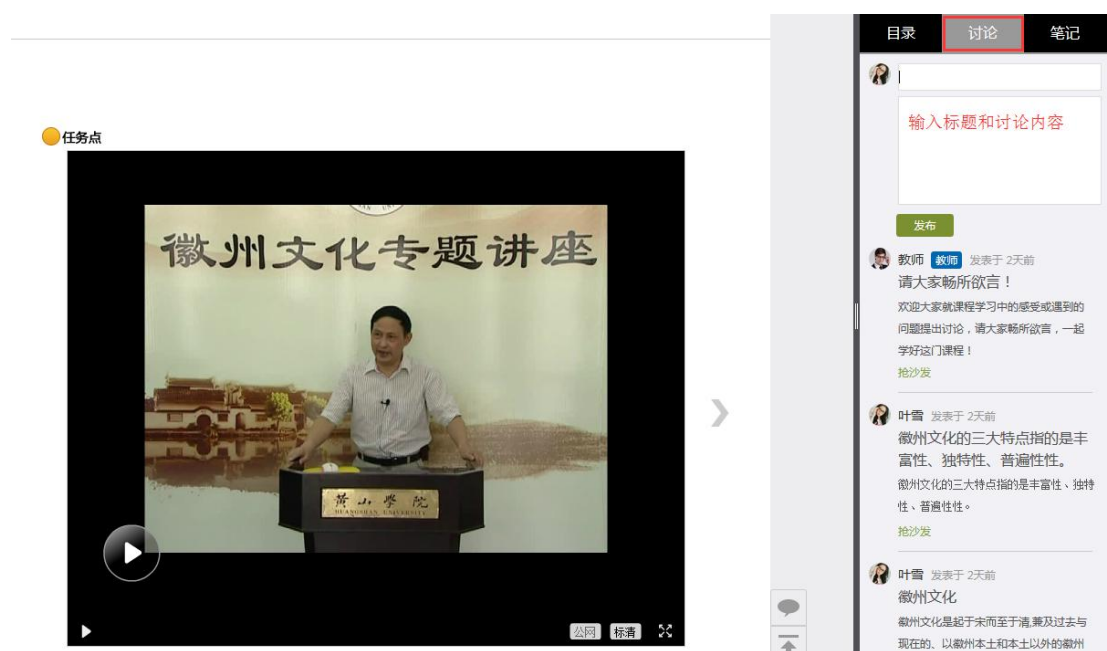 目录 讨论 笔记
输入标题和讨论内容
发布
任务点
徽州文化专题讲座
黄山学院
HUANGSHAN UNIVERSITY
公网 标清
教师 教师 发表于 2天前
请大家畅所欲言！
欢迎大家就课程学习中的感受或遇到的
问题提出讨论，请大家畅所欲言，一起
学好这门课程！
抢沙发
叶雪 发表于 2天前
徽州文化的三大特点指的是丰
富性、独特性、普遍性性。
徽州文化的三大特点指的是丰富性、独特
性、普遍性性。
抢沙发
叶雪 发表于 2天前
徽州文化
徽州文化是起于宋而至于清,兼及过去与
现在的、以徽州本土和本土以外的徽州